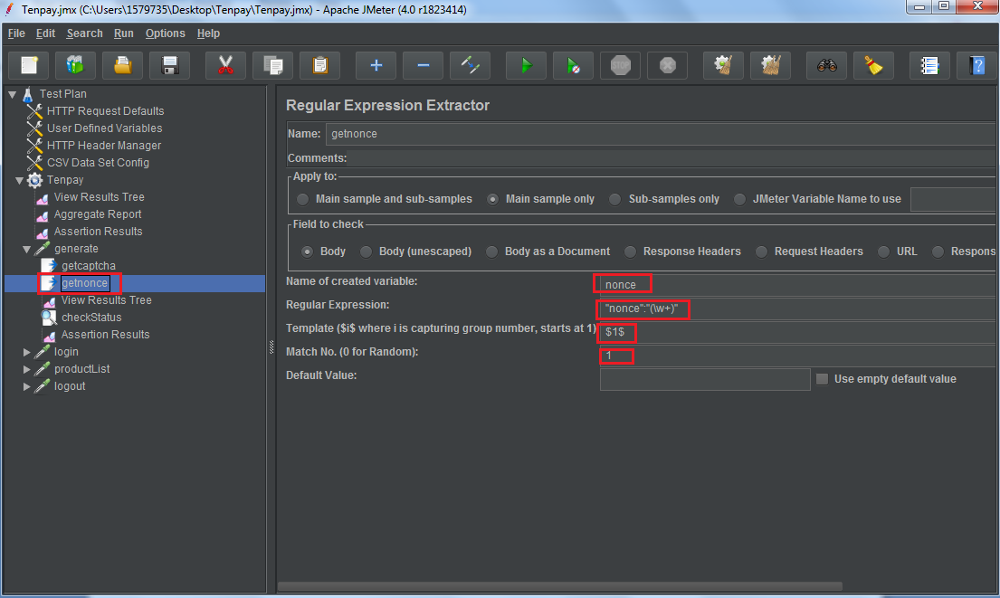 Tenpay.jmx (C:\Users\1579735\Desktop\Tenpay\Tenpay.jmx) - Apache JMeter (4.0 r1823414)
File Edit Search Run Options Help
STOP
Test Plan
HTTP Request Defaults
User Defined Variables
HTTP Header Manager
CSV Data Set Config
Tenpay
View Results Tree
Aggregate Report
Assertion Results
generate
getcaptcha
getnonce
View Results Tree
checkStatus
Assertion Results
login
productList
logout
Regular Expression Extractor
Name: getnonce
Comments:
Apply to:
Main sample and sub-samples Main sample only Sub-samples only JMeter Variable Name to use
Field to check
Body Body (unescaped) Body as a Document Response Headers Request Headers URL Respons
Name of created variable: nonce
Regular Expression: "nonce":"(\w+)"
Template ($i$ where i is capturing group number, starts at 1) $1$
Match No. (0 for Random): 1
Default Value: Use empty default value